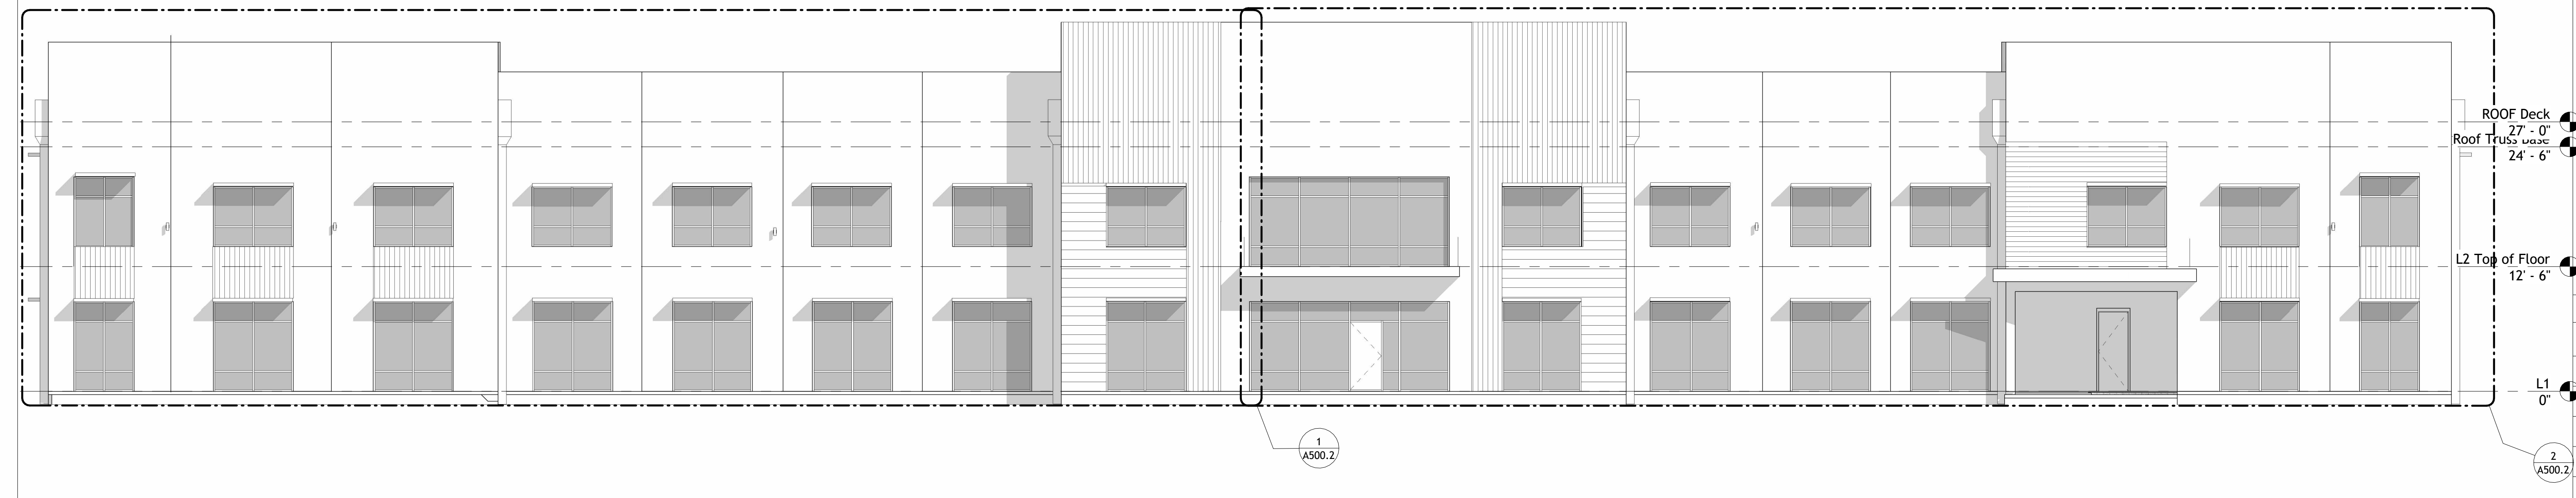 ROOF Deck
27' - 0"
Roof Truss Base
24' - 6"
L2 Top of Floor
12' - 6"
L1
0"
1
A500.2
2
A500.2